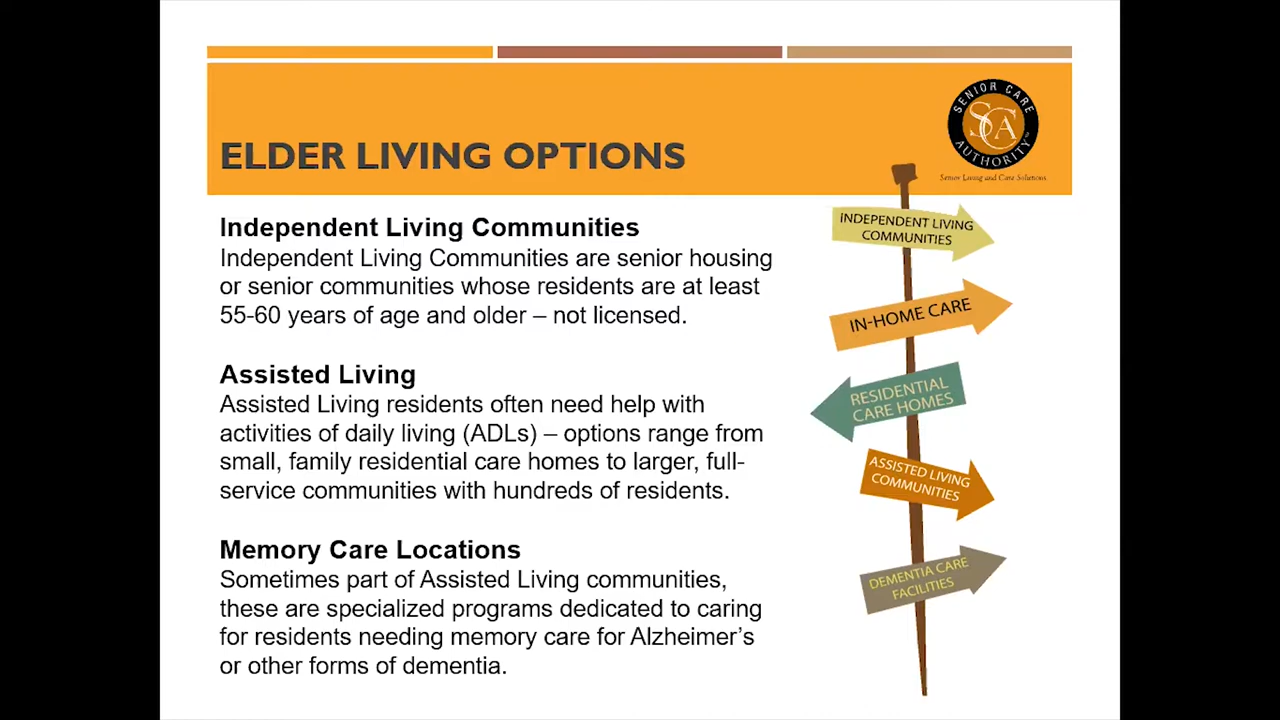 SENIOR CARE
SCA
AUTHORITY
Senior Living and Care Solutions
ELDER LIVING OPTIONS
Independent Living Communities
Independent Living Communities are senior housing
or senior communities whose residents are at least
55-60 years of age and older – not licensed.
Assisted Living
Assisted Living residents often need help with
activities of daily living (ADLs) – options range from
small, family residential care homes to larger, full-
service communities with hundreds of residents.
Memory Care Locations
Sometimes part of Assisted Living communities,
these are specialized programs dedicated to caring
for residents needing memory care for Alzheimer’s
or other forms of dementia.
INDEPENDENT LIVING
COMMUNITIES
IN-HOME CARE
RESIDENTIAL
CARE HOMES
ASSISTED LIVING
COMMUNITIES
DEMENTIA CARE
FACILITIES